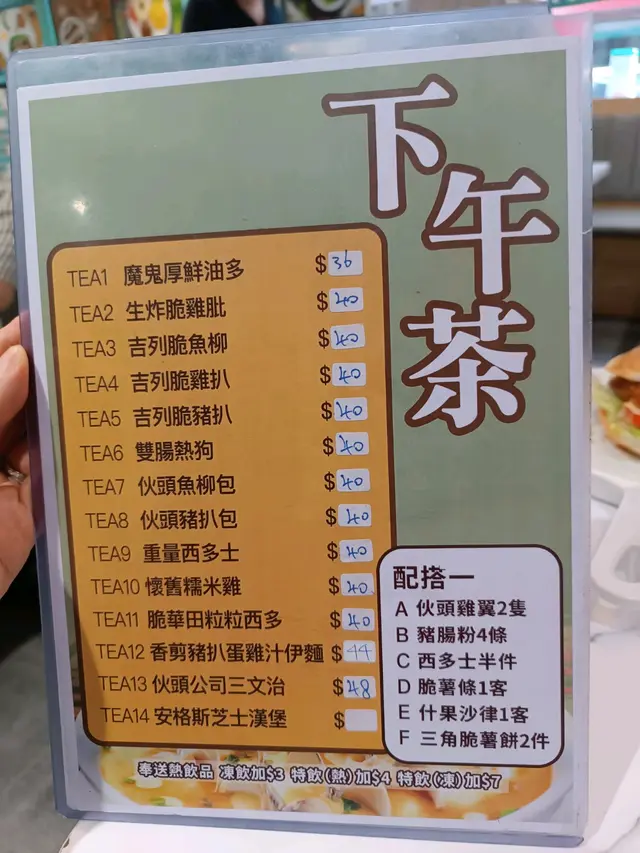 下午茶
TEA1 魔鬼厚鮮油多 $36
TEA2 生炸脆雞肶 $40
TEA3 吉列脆魚柳 $40
TEA4 吉列脆雞扒 $40
TEA5 吉列脆豬扒 $40
TEA6 雙腸熱狗 $40
TEA7 伙頭魚柳包 $40
TEA8 伙頭豬扒包 $40
TEA9 重量西多士 $40
TEA10 懷舊糯米雞 $40
TEA11 脆華田粒粒西多 $40
TEA12 香剪豬扒蛋雞汁伊麵 $44
TEA13 伙頭公司三文治 $48
TEA14 安格斯芝士漢堡 $
配搭一
A 伙頭雞翼2隻
B 豬腸粉4條
C 西多士半件
D 脆薯條1客
E 什果沙律1客
F 三角脆薯餅2件
奉送熱飲品 凍飲加$3 特飲(熱)加$4 特飲(凍)加$7